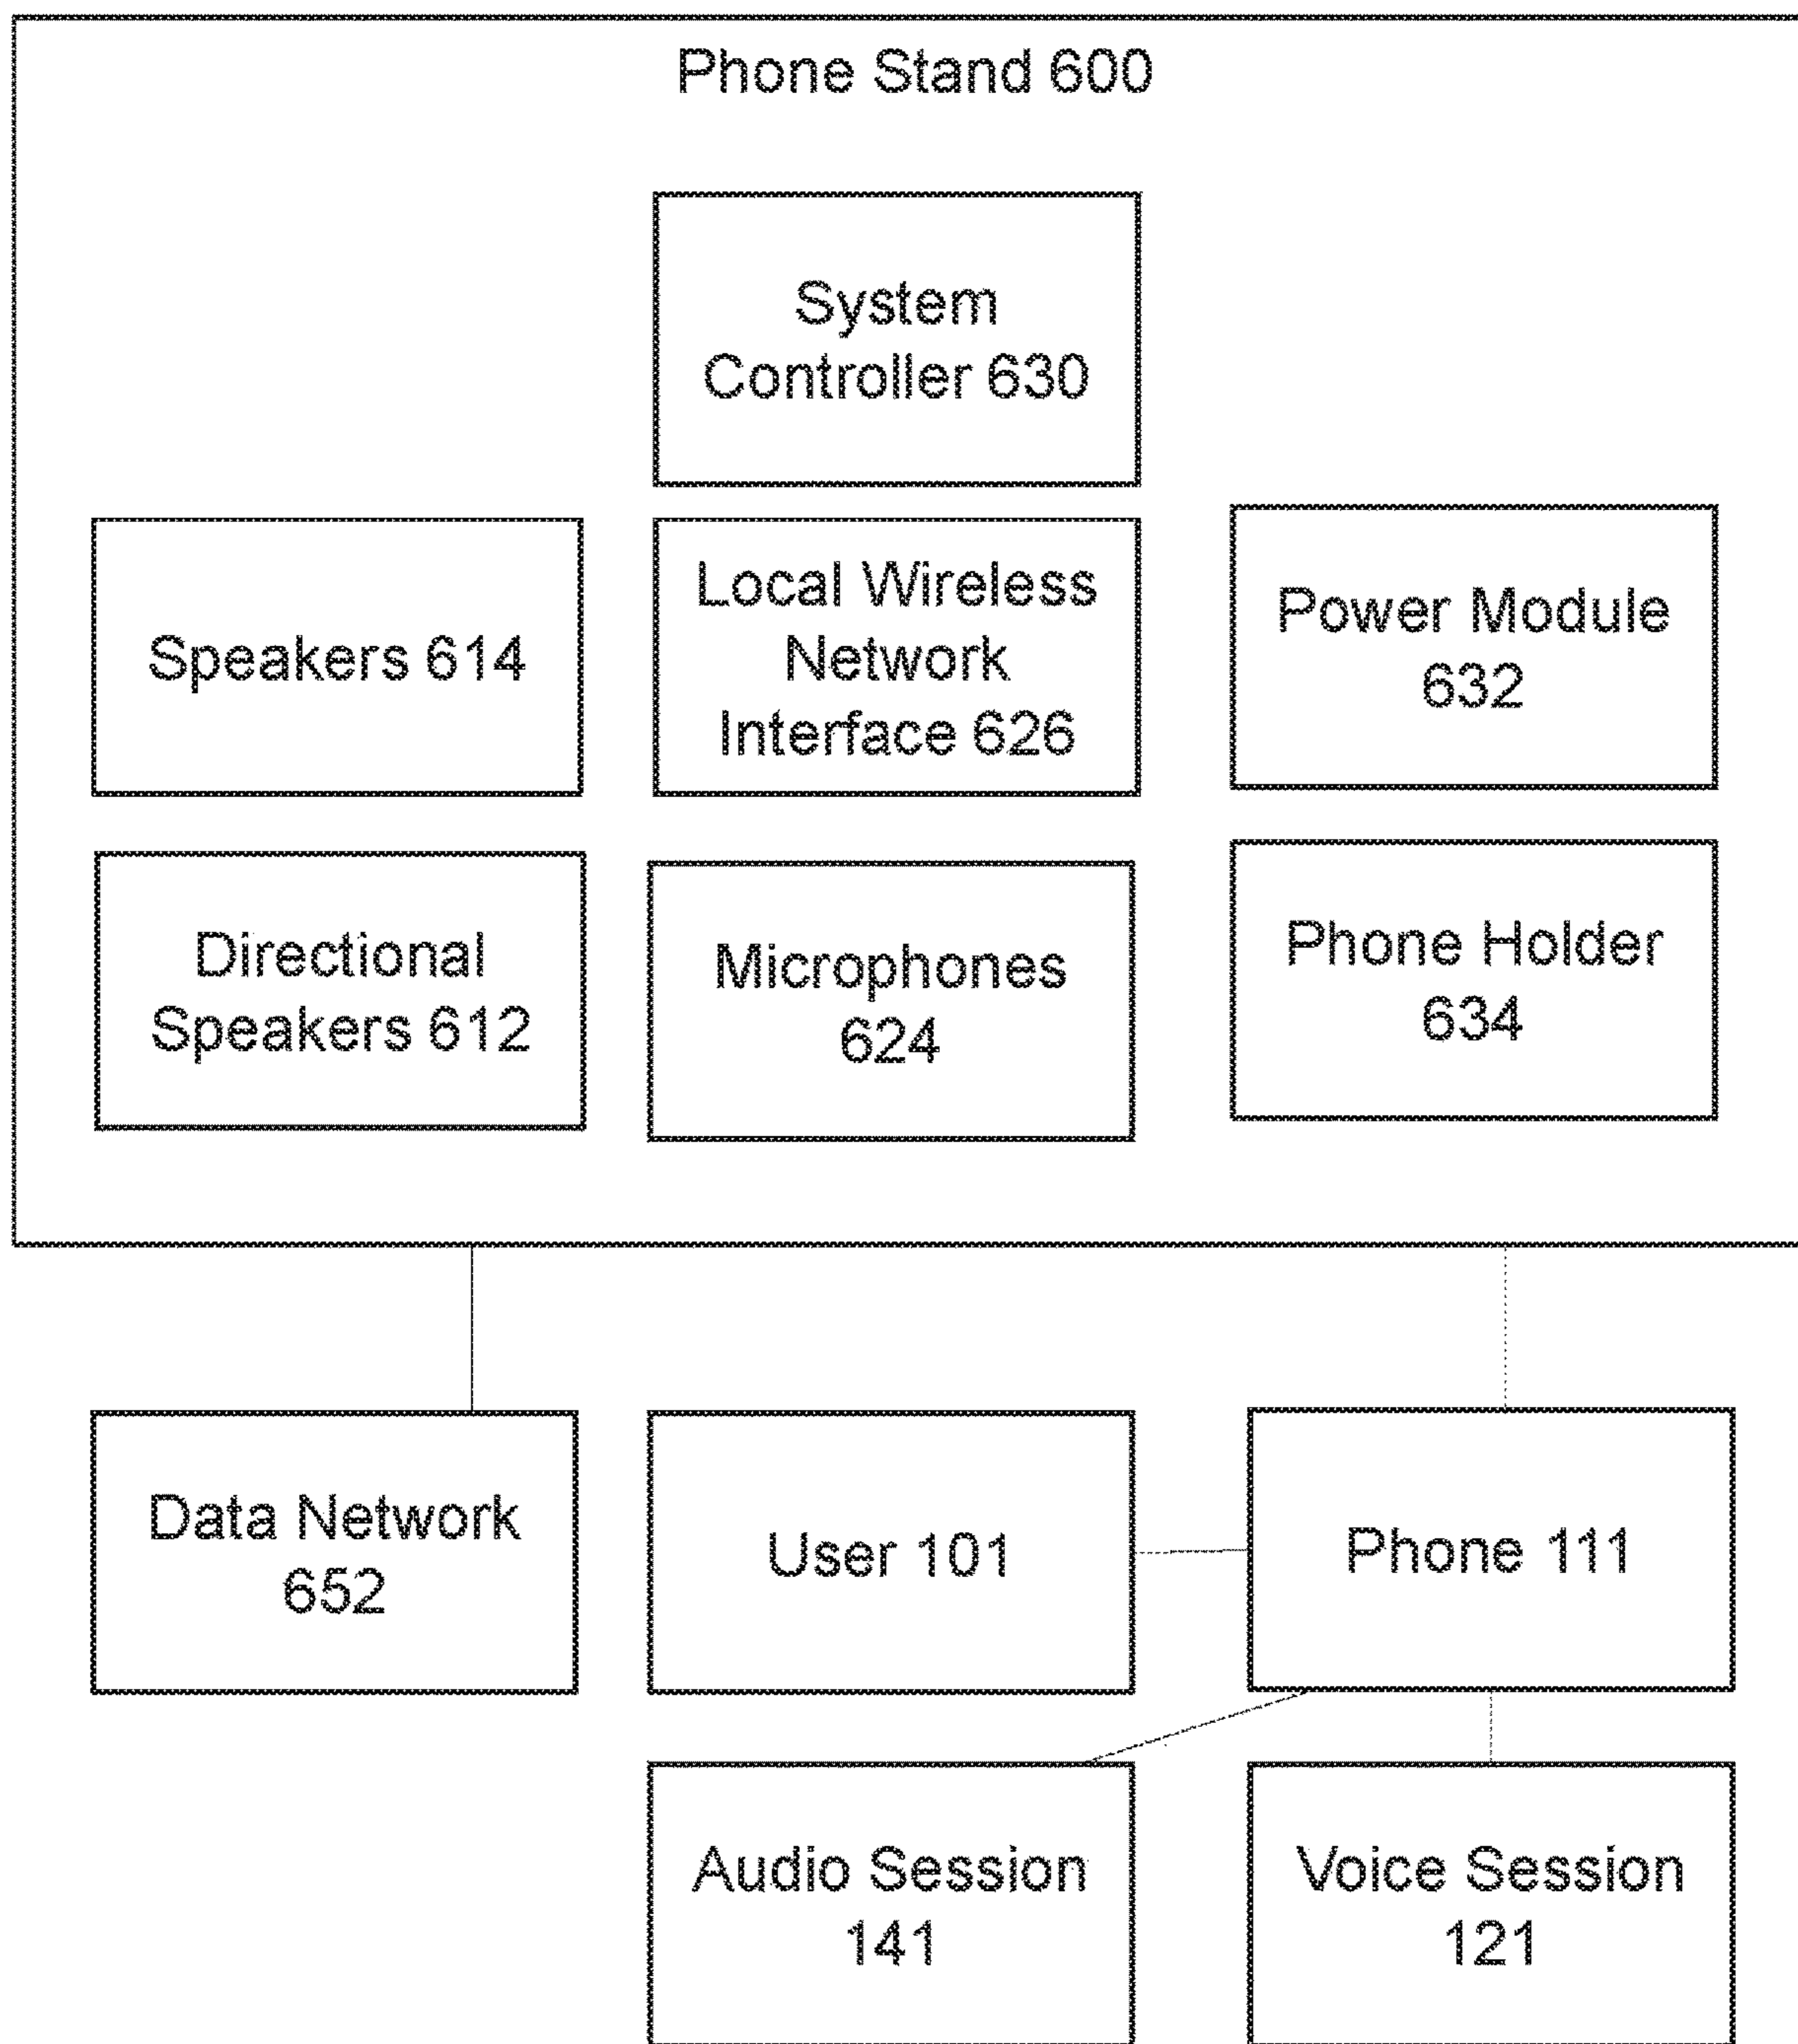 Phone Stand 600
System
Controller 630
Speakers 614
Local Wireless
Network
Interface 626
Power Module
632
Directional
Speakers 612
Microphones
624
Phone Holder
634
Data Network
652
User 101
Phone 111
Audio Session
141
Voice Session
121